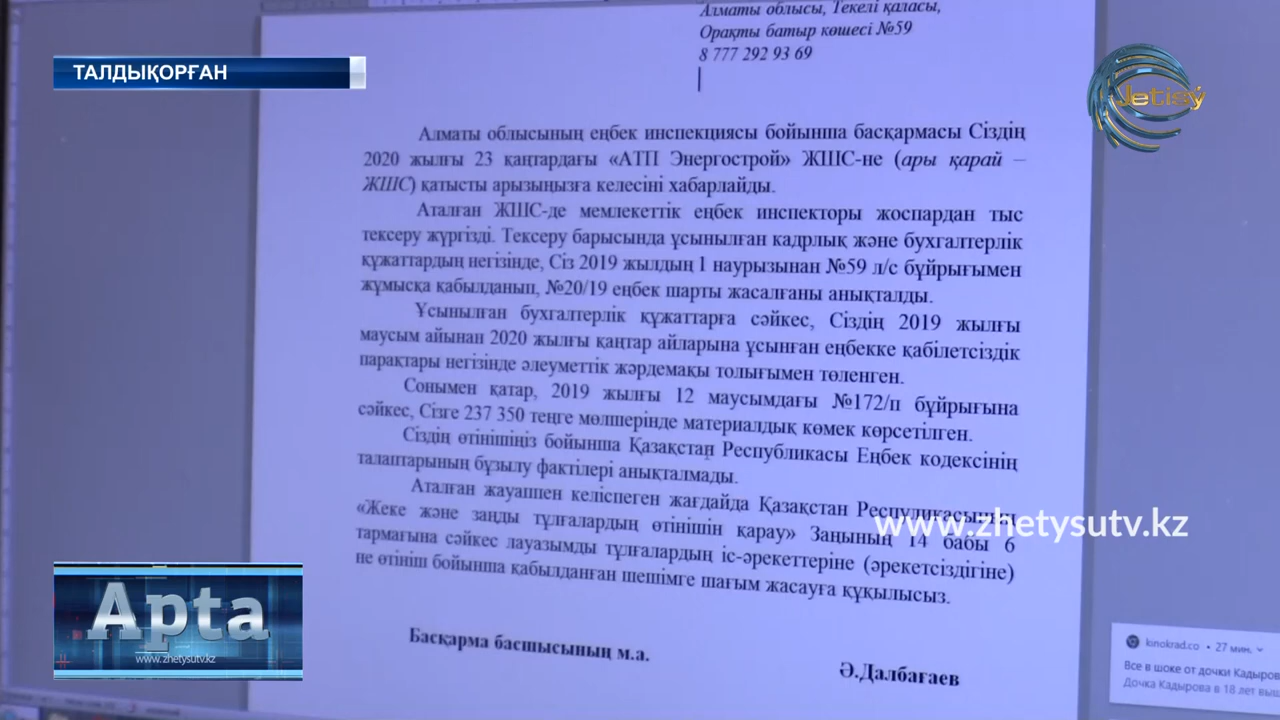 Алматы облысы, Текелі қаласы,
Орақты батыр көшесі №59
8 777 292 93 69
ТАЛДЫҚОРҒАН
Jetisý
Алматы облысының еңбек инспекциясы бойынша басқармасы Сіздің
2020 жылғы 23 қаңтардағы «АТП Энергострой» ЖШС-не (ары қарай –
ЖШС) қатысты арызыңызға келесіні хабарлайды.
Аталған ЖШС-де мемлекеттік еңбек инспекторы жоспардан тыс
тексеру жүргізді. Тексеру барысында ұсынылған кадрлық және бухгалтерлік
құжаттардың негізінде, Сіз 2019 жылдың 1 наурызынан №59 л/с бұйрығымен
жұмысқа қабылданып, №20/19 еңбек шарты жасалғаны анықталды.
Ұсынылған бухгалтерлік құжаттарға сәйкес, Сіздің 2019 жылғы
маусым айынан 2020 жылғы қаңтар айларына ұсынған еңбекке қабілетсіздік
парақтары негізінде әлеуметтік жәрдемақы толығымен төленген.
Сонымен қатар, 2019 жылғы 12 маусымдағы №172/п бұйрығына
сәйкес, Сізге 237 350 теңге мөлшерінде материалдық көмек көрсетілген.
Сіздің өтінішіңіз бойынша Қазақстан Республикасы Еңбек кодексінің
талаптарының бұзылу фактілері анықталмады.
Аталған жауаппен келіспеген жағдайда Қазақстан Республикасының
«Жеке және заңды тұлғалардың өтінішін қарау» Заңының 14 бабы 6
тармағына сәйкес лауазымды тұлғалардың іс-әрекеттеріне (әрекетсіздігіне)
не өтініш бойынша қабылданған шешімге шағым жасауға құқылысыз.
www.zhetysutv.kz
Басқарма басшысының м.а.
Ә.Далбағаев
Apta
www.zhetysutv.kz
kinokrad.co • 27 мин.
Все в шоке от дочки Кадыров
Дочка Кадырова в 18 лет выш